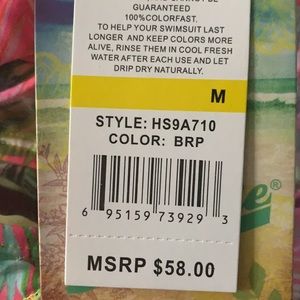 GUARANTEED
100%COLORFAST.
TO HELP YOUR SWIMSUIT LAST
LONGER AND KEEP COLORS MORE
ALIVE, RINSE THEM IN COOL FRESH
WATER AFTER EACH USE AND LET
DRIP DRY NATURALLY.
M
STYLE: HS9A710
COLOR: BRP
6 95159 73929 3
MSRP $58.00